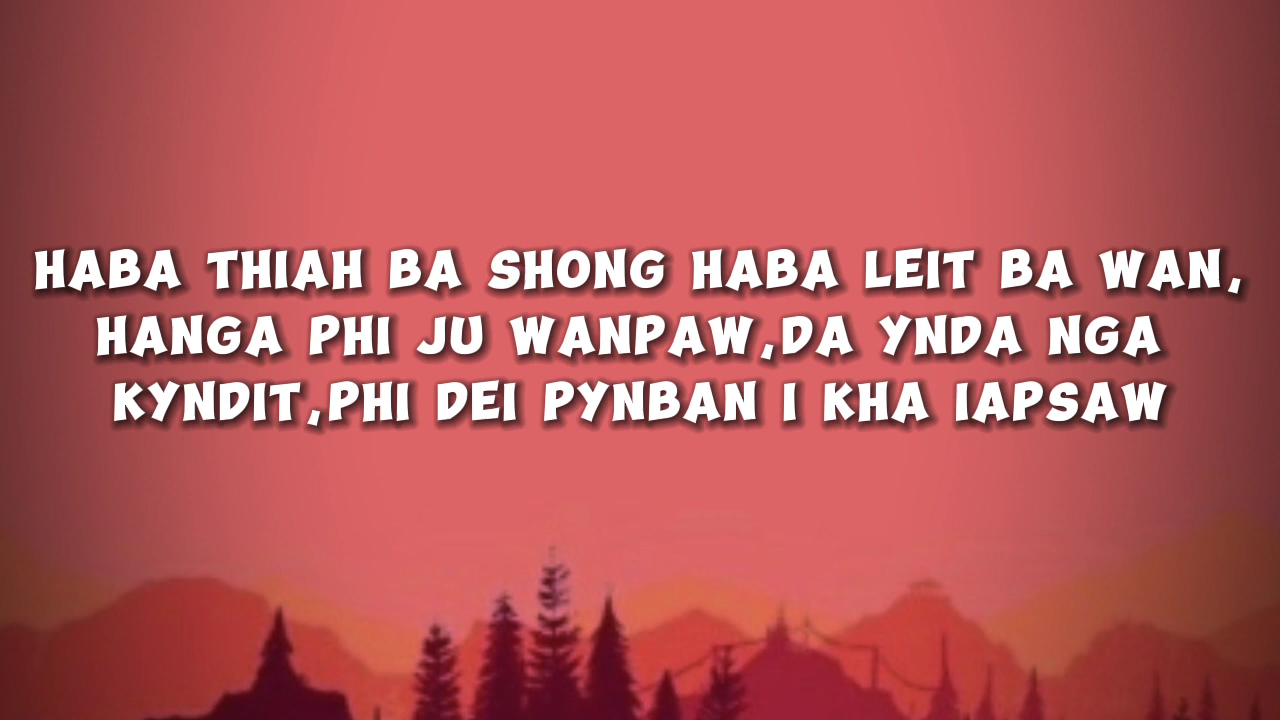 HABA THIAH BA SHONG HABA LEIT BA WAN,
HANGA PHI JU WANPAW,DA YNDA NGA
KYNDIT,PHI DEI PYNBAN I KHA IAPSAW